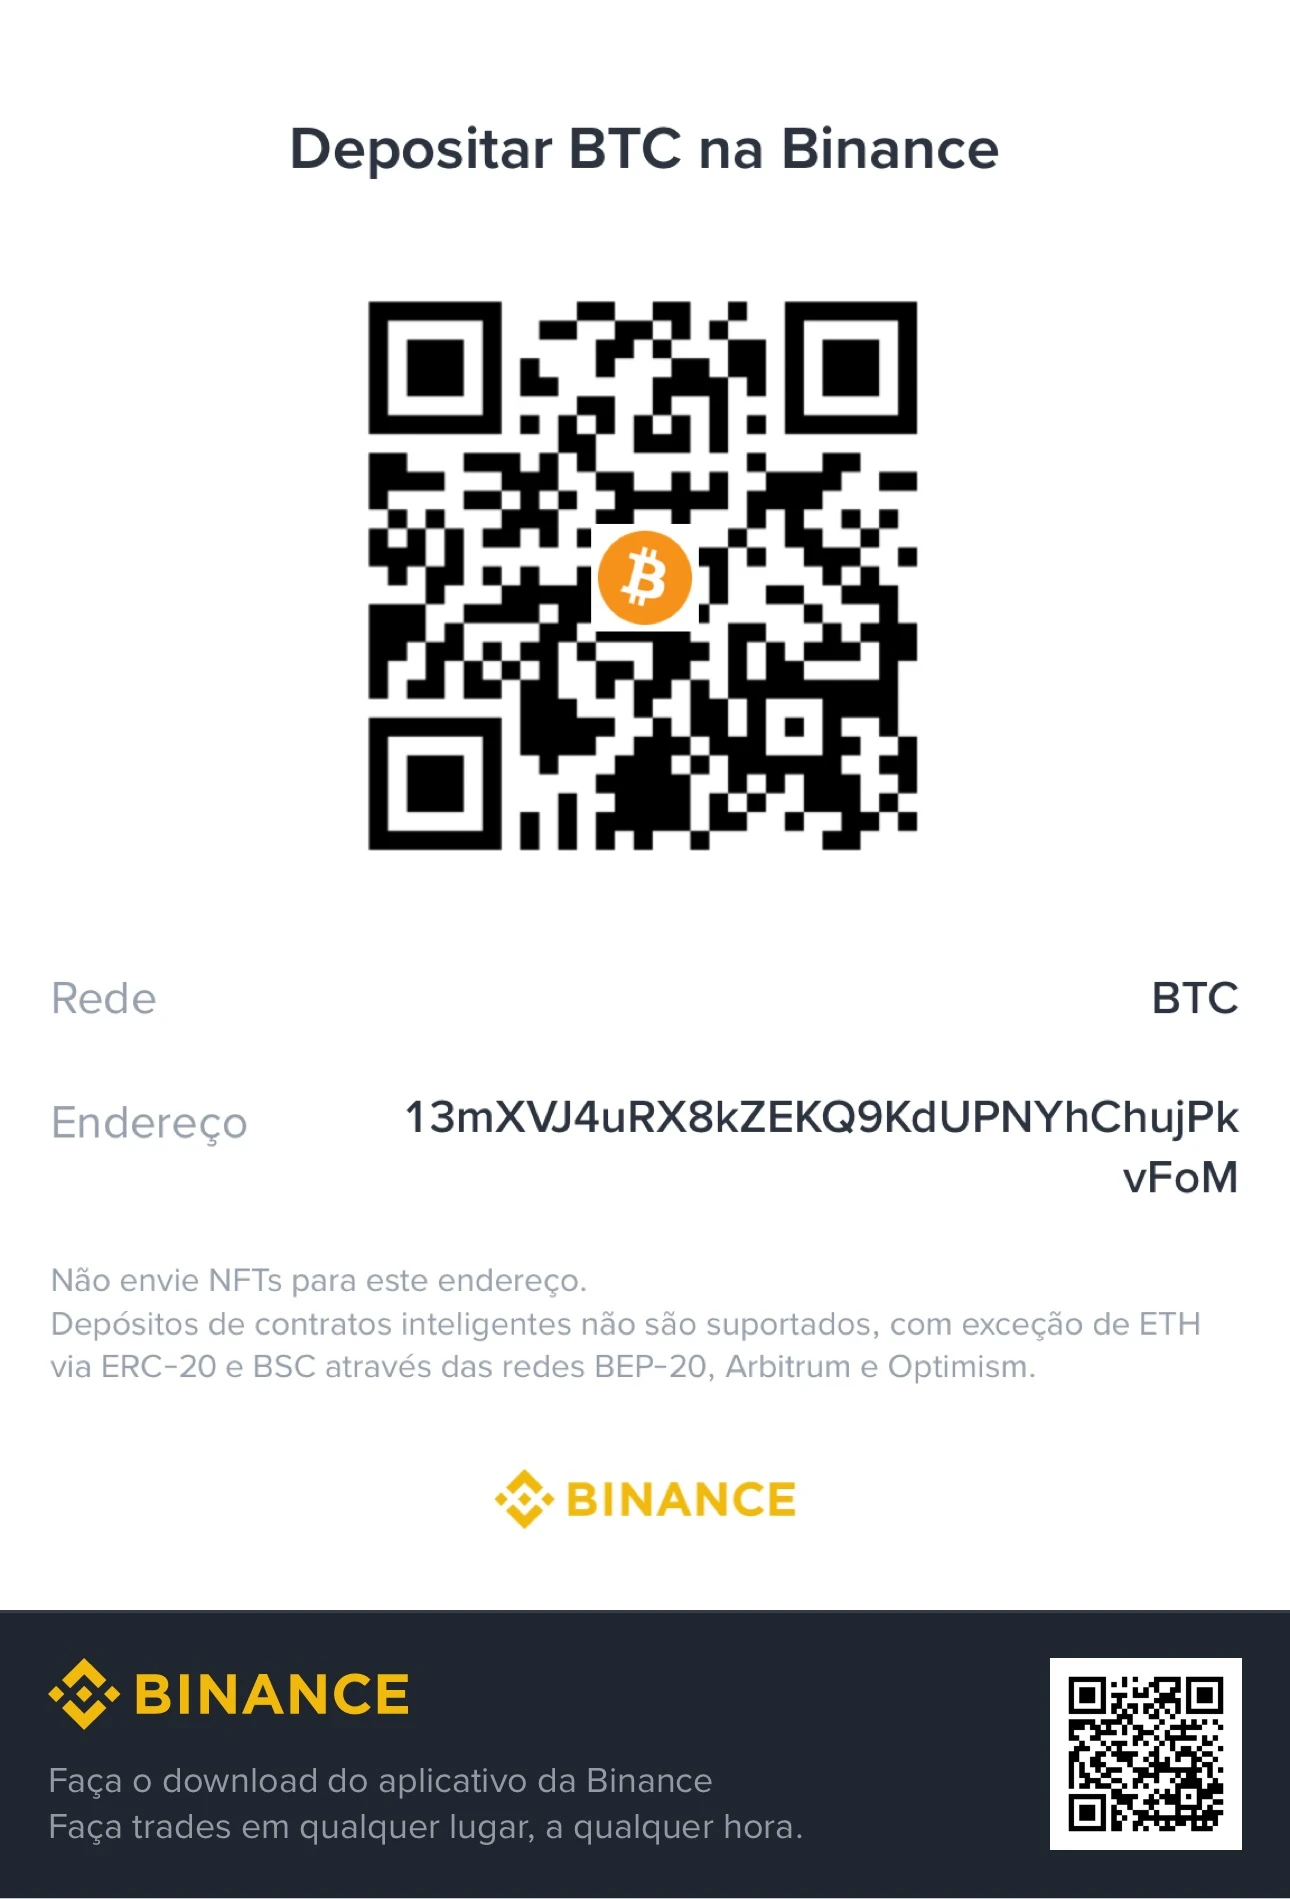 Depositar BTC na Binance
Rede
BTC
Endereço
13mXVJ4uRX8kZEKQ9KdUPNYhChujPk
vFoM
Não envie NFTs para este endereço.
Depósitos de contratos inteligentes não são suportados, com exceção de ETH
via ERC-20 e BSC através das redes BEP-20, Arbitrum e Optimism.
BINANCE
BINANCE
Faça o download do aplicativo da Binance
Faça trades em qualquer lugar, a qualquer hora.